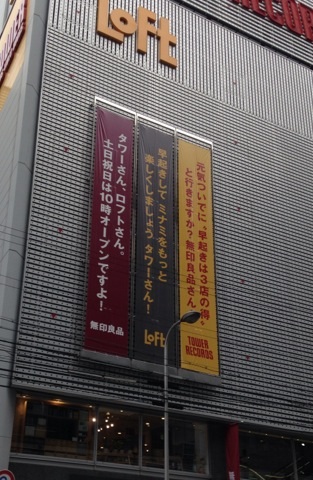 LOFT
TOWER RECORDS
元気ついでに。早起きは3店の得。
と行きますか?無印良品さん。
TOWER
RECORDS
早起きして ミナミをもっと
楽しくしましょう タワーさん!
LOFT
タワーさん、ロフトさん。
土日祝日は10時オープンですよ!
無印良品